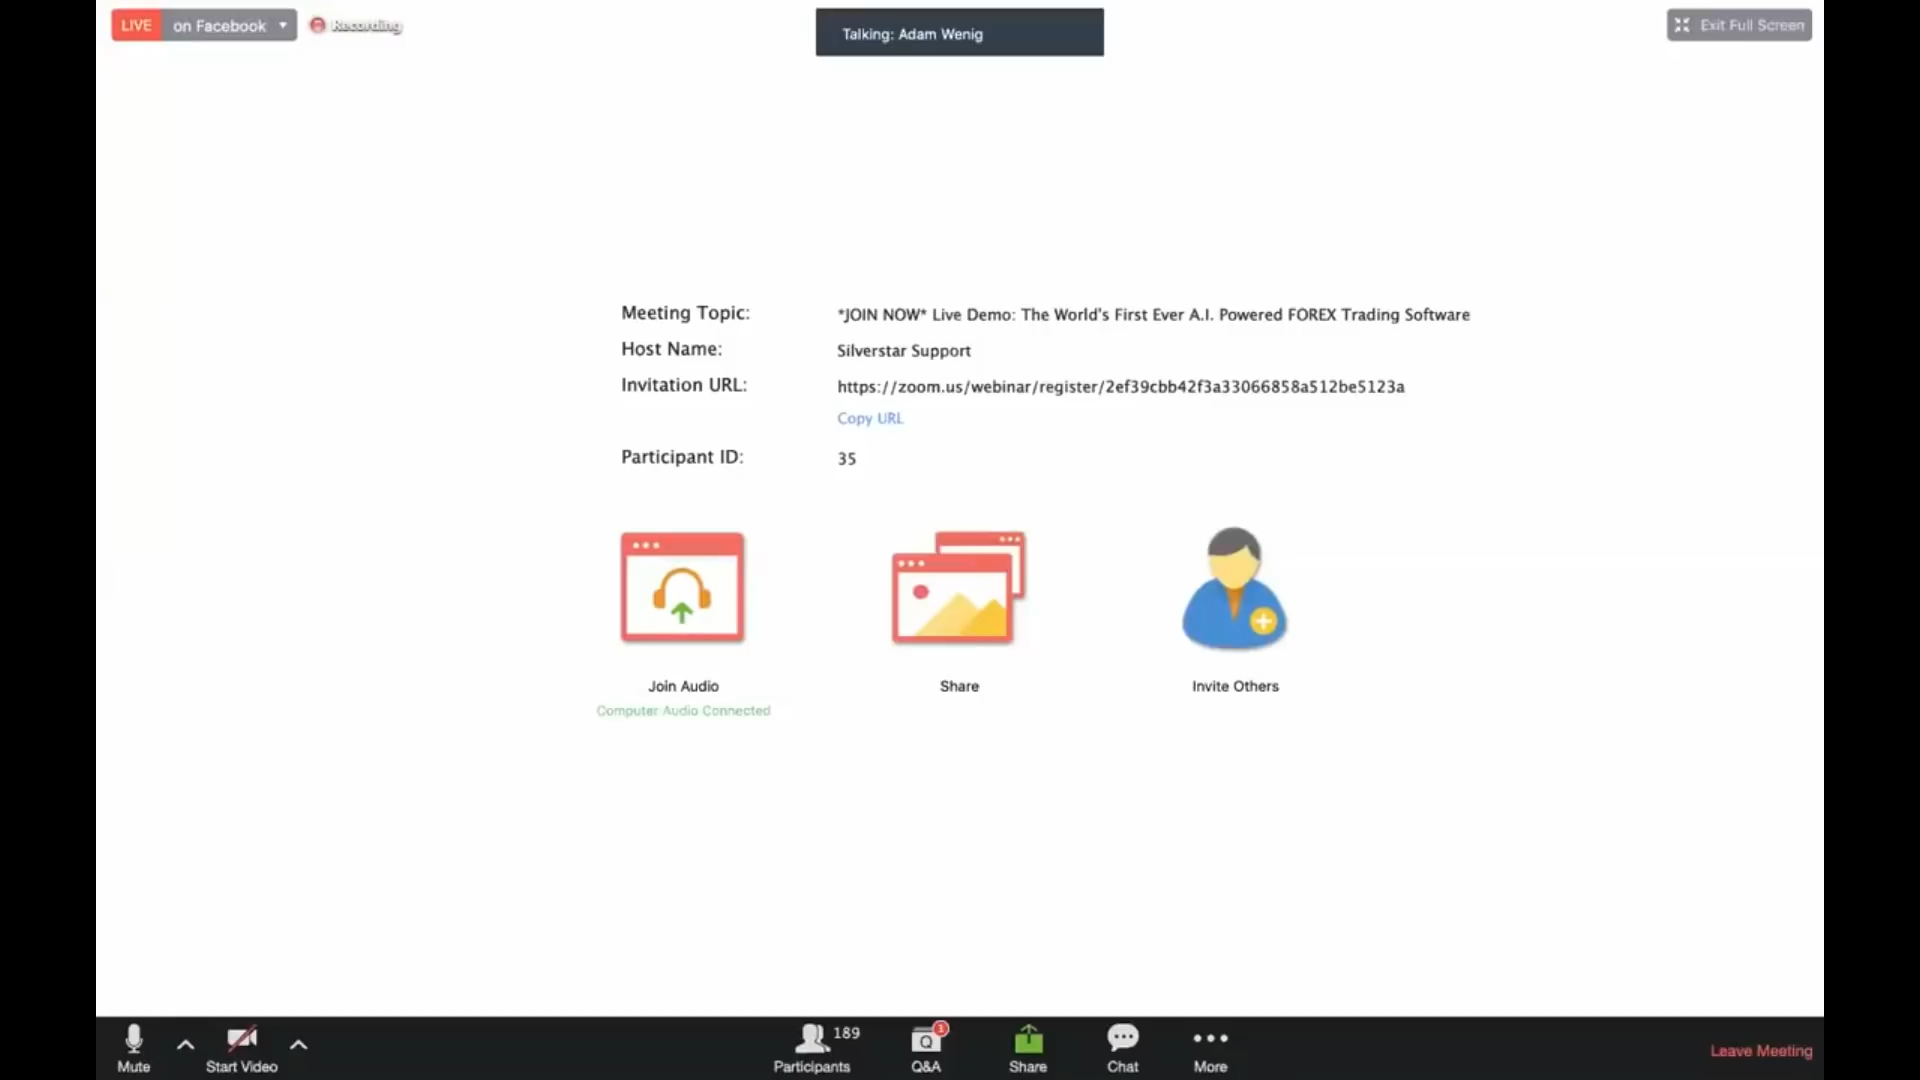 LIVE on Facebook
Recording
Talking: Adam Wenig
Exit Full Screen
Meeting Topic: *JOIN NOW* Live Demo: The World's First Ever A.I. Powered FOREX Trading Software
Host Name: Silverstar Support
Invitation URL: https://zoom.us/webinar/register/2ef39cbb42f3a33066858a512be5123a
Copy URL
Participant ID: 35
Join Audio
Share
Invite Others
Computer Audio Connected
189
1
Q
Mute
Start Video
Participants
Q&A
Share
Chat
More
Leave Meeting